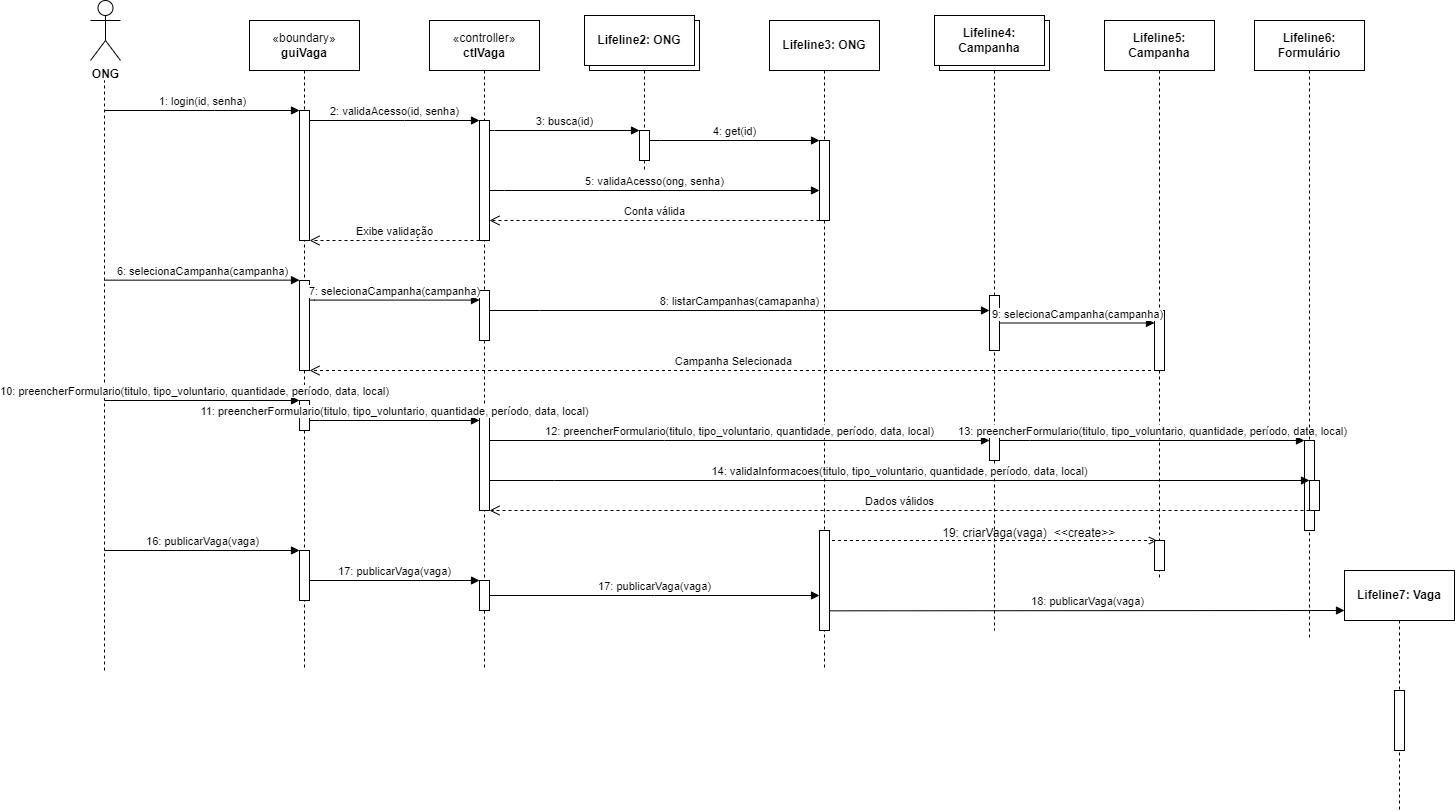 ONG
«boundary»
guiVaga
«controller»
ctlVaga
Lifeline2: ONG
Lifeline3: ONG
Lifeline4:
Campanha
Lifeline5:
Campanha
Lifeline6:
Formulário
1: login(id, senha)
2: validaAcesso(id, senha)
3: busca(id)
4: get(id)
5: validaAcesso(ong, senha)
Conta válida
Exibe validação
6: selecionaCampanha(campanha)
7: selecionaCampanha(campanha)
8: listarCampanhas(camapanha)
9: selecionaCampanha(campanha)
Campanha Selecionada
10: preencherFormulario(titulo, tipo_voluntario, quantidade, período, data, local)
11: preencherFormulario(titulo, tipo_voluntario, quantidade, período, data, local)
12: preencherFormulario(titulo, tipo_voluntario, quantidade, período, data, local)
13: preencherFormulario(titulo, tipo_voluntario, quantidade, período, data, local)
14: validaInformacoes(titulo, tipo_voluntario, quantidade, período, data, local)
Dados válidos
19: criarVaga(vaga) <<create>>
16: publicarVaga(vaga)
17: publicarVaga(vaga)
17: publicarVaga(vaga)
18: publicarVaga(vaga)
Lifeline7: Vaga